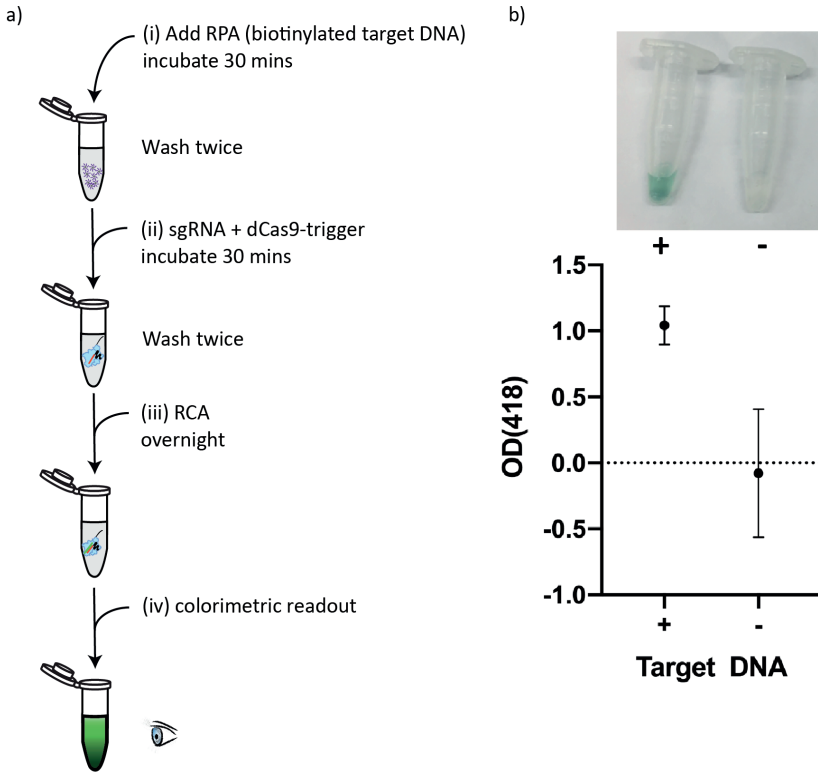 a)
(i) Add RPA (biotinylated target DNA)
incubate 30 mins
Wash twice
(ii) sgRNA + dCas9-trigger
incubate 30 mins
Wash twice
(iii) RCA
overnight
(iv) colorimetric readout
b)
+ -
1.5
1.0
0.5
0.0
-0.5
-1.0
OD(418)
+ -
Target DNA